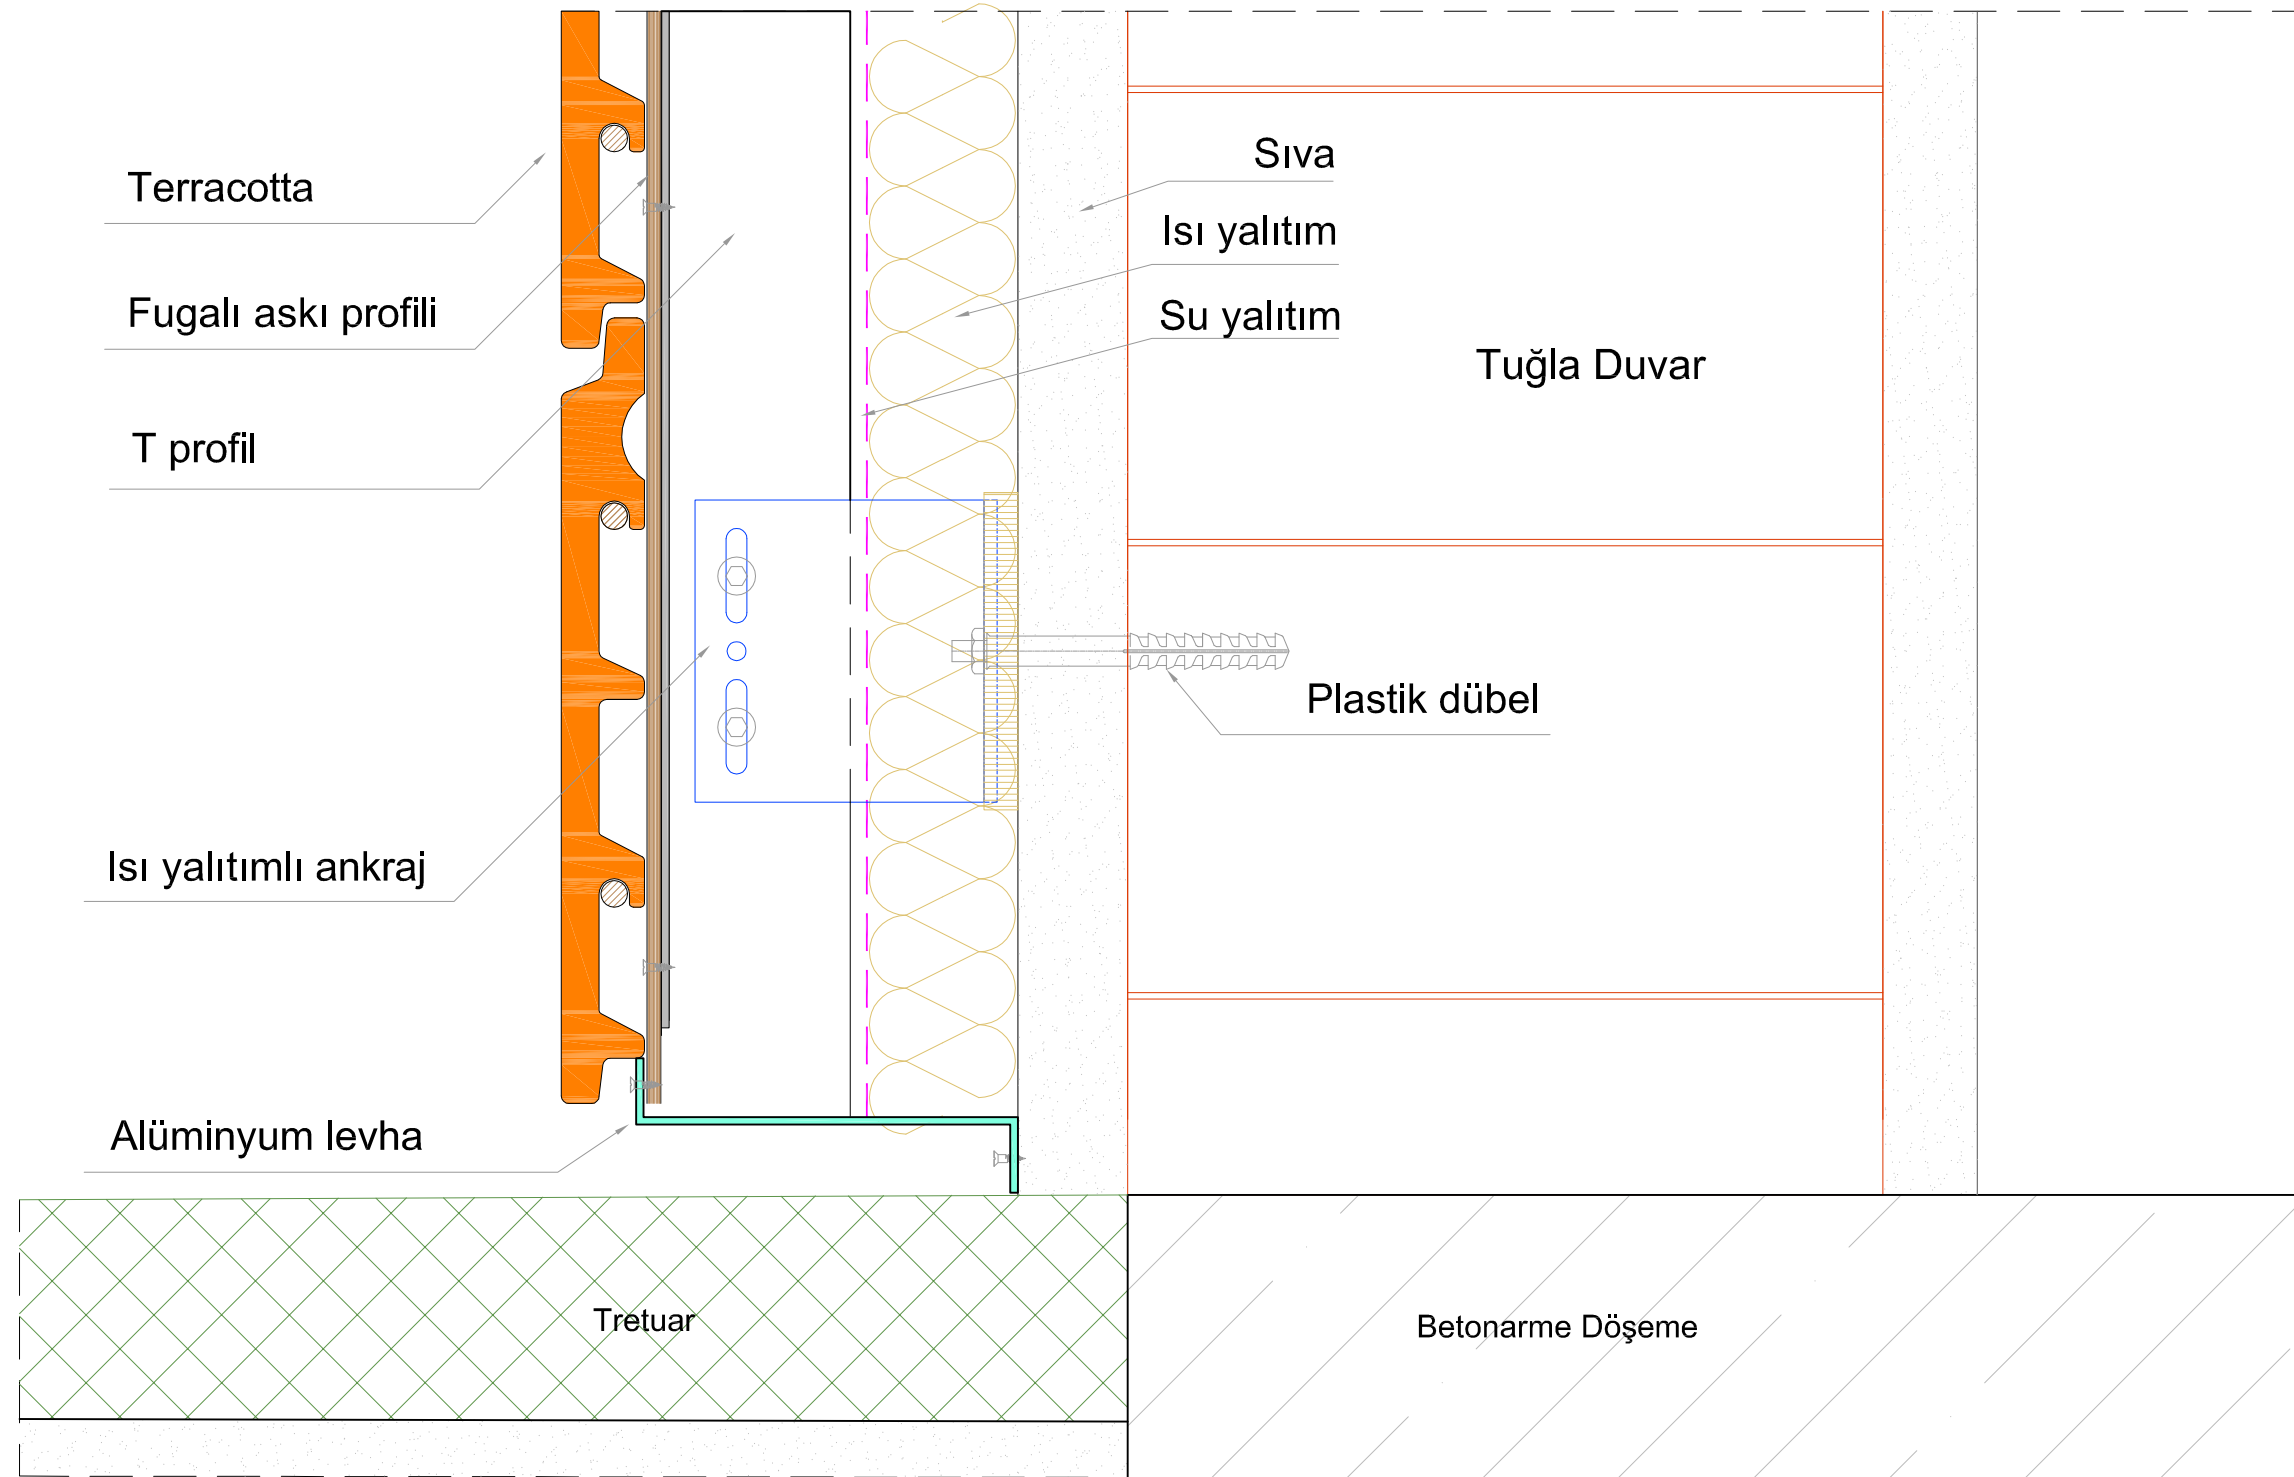 Terracotta
Fugalı askı profili
T profil
Isı yalıtımlı ankraj
Alüminyum levha
Sıva
Isı yalıtım
Su yalıtım
Tuğla Duvar
Plastik dübel
Tretuar
Betonarme Döşeme